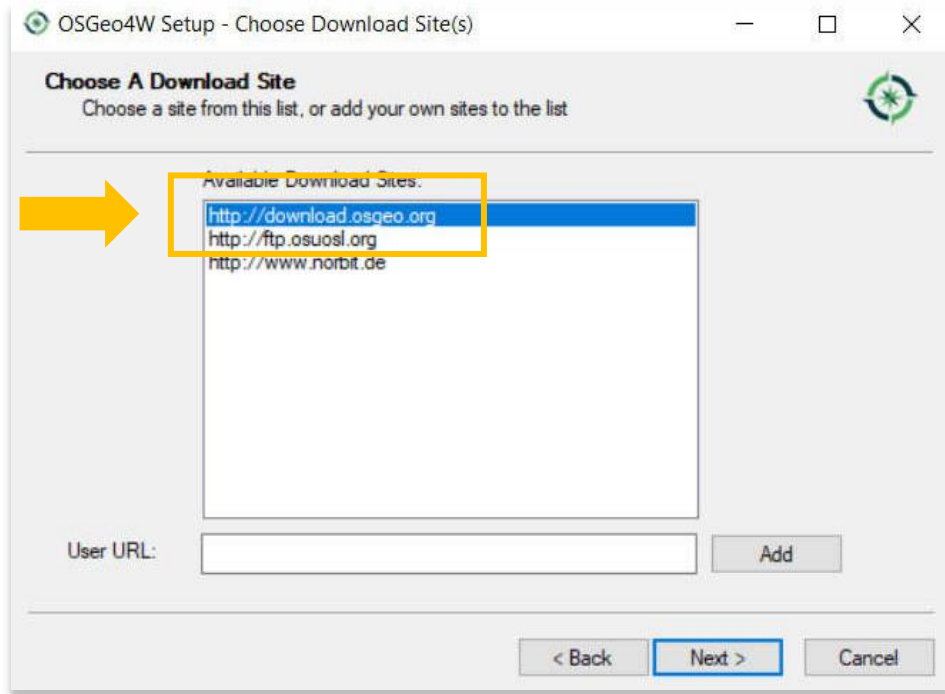 OSGeo4W Setup - Choose Download Site(s)
Choose A Download Site
Choose a site from this list, or add your own sites to the list
Available Download Sites:
http://download.osgeo.org
http://ftp.osuosl.org
http://www.norbit.de
User URL:
Add
< Back
Next >
Cancel